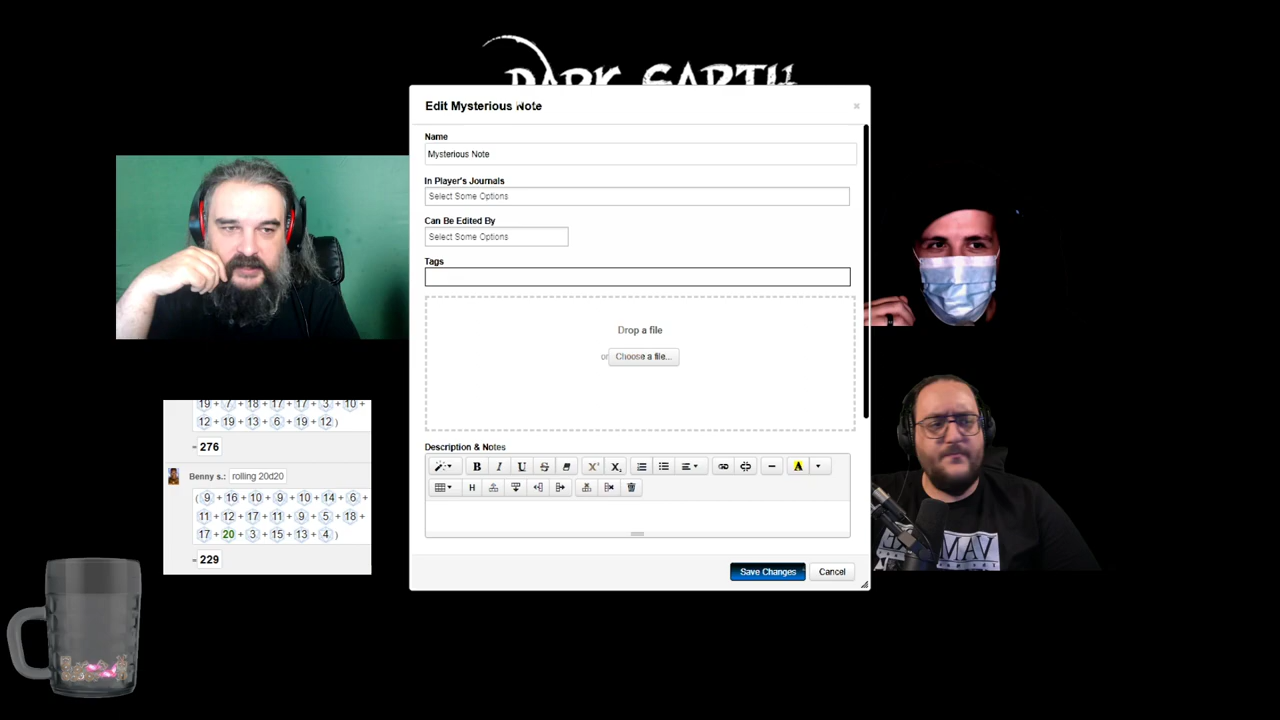 DARK EARTH
Edit Mysterious Note
×
Name
Mysterious Note
In Player's Journals
Select Some Options
Can Be Edited By
Select Some Options
Tags
Drop a file
or Choose a file...
Description & Notes
B I U S X X
A
H
Save Changes Cancel
19 + 7 + 18 + 17 + 17 + 3 + 10 +
12 + 19 + 13 + 6 + 19 + 12 )
= 276
Benny s.: rolling 20d20
( 9 + 16 + 10 + 9 + 10 + 14 + 6 +
11 + 12 + 17 + 11 + 9 + 5 + 18 +
17 + 20 + 3 + 15 + 13 + 4 )
= 229
MAV